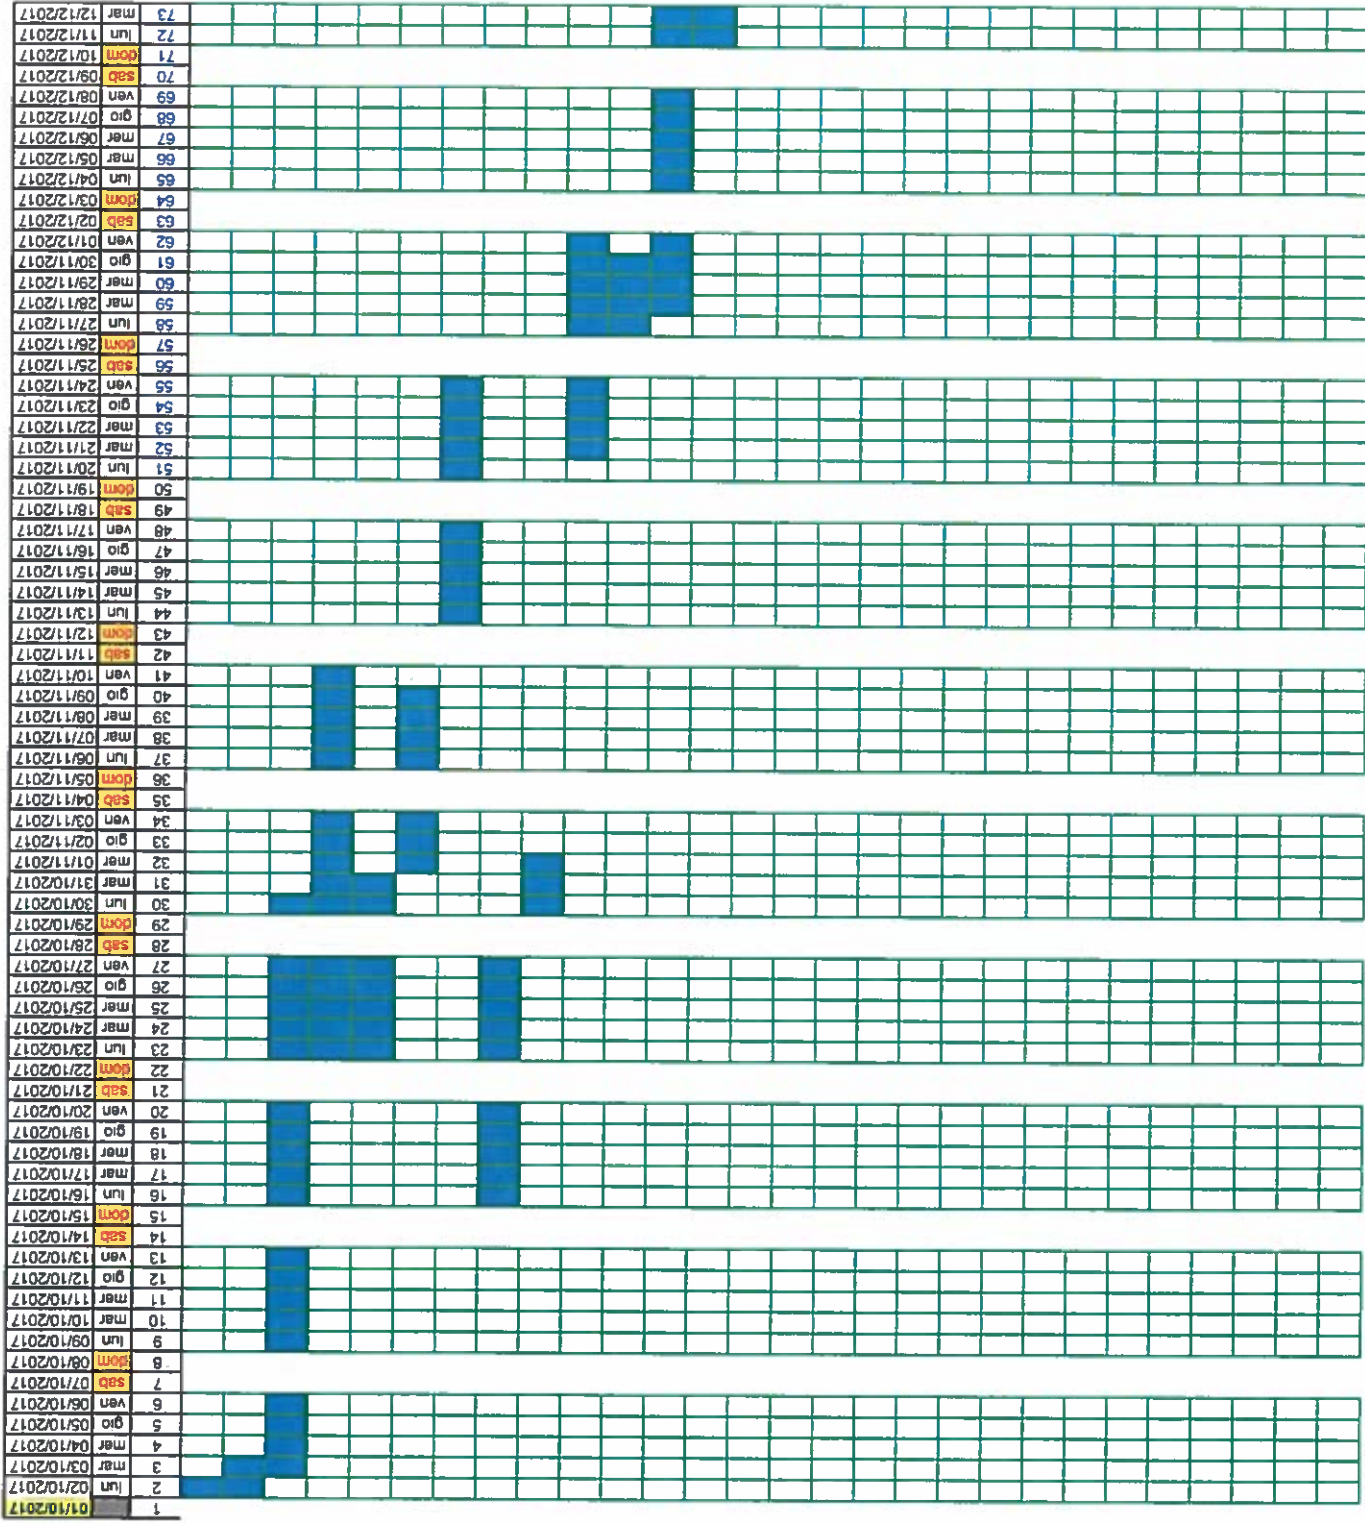 1 01/10/2017
2 lun 02/10/2017
3 mar 03/10/2017
4 mer 04/10/2017
5 gio 05/10/2017
6 ven 06/10/2017
7 sab 07/10/2017
8 dom 08/10/2017
9 lun 09/10/2017
10 mar 10/10/2017
11 mer 11/10/2017
12 gio 12/10/2017
13 ven 13/10/2017
14 sab 14/10/2017
15 dom 15/10/2017
16 lun 16/10/2017
17 mar 17/10/2017
18 mer 18/10/2017
19 gio 19/10/2017
20 ven 20/10/2017
21 sab 21/10/2017
22 dom 22/10/2017
23 lun 23/10/2017
24 mar 24/10/2017
25 mer 25/10/2017
26 gio 26/10/2017
27 ven 27/10/2017
28 sab 28/10/2017
29 dom 29/10/2017
30 lun 30/10/2017
31 mar 31/10/2017
32 mer 01/11/2017
33 gio 02/11/2017
34 ven 03/11/2017
35 sab 04/11/2017
36 dom 05/11/2017
37 lun 06/11/2017
38 mar 07/11/2017
39 mer 08/11/2017
40 gio 09/11/2017
41 ven 10/11/2017
42 sab 11/11/2017
43 dom 12/11/2017
44 lun 13/11/2017
45 mar 14/11/2017
46 mer 15/11/2017
47 gio 16/11/2017
48 ven 17/11/2017
49 sab 18/11/2017
50 dom 19/11/2017
51 lun 20/11/2017
52 mar 21/11/2017
53 mer 22/11/2017
54 gio 23/11/2017
55 ven 24/11/2017
56 sab 25/11/2017
57 dom 26/11/2017
58 lun 27/11/2017
59 mar 28/11/2017
60 mer 29/11/2017
61 gio 30/11/2017
62 ven 01/12/2017
63 sab 02/12/2017
64 dom 03/12/2017
65 lun 04/12/2017
66 mar 05/12/2017
67 mer 06/12/2017
68 gio 07/12/2017
69 ven 08/12/2017
70 sab 09/12/2017
71 dom 10/12/2017
72 lun 11/12/2017
73 mar 12/12/2017